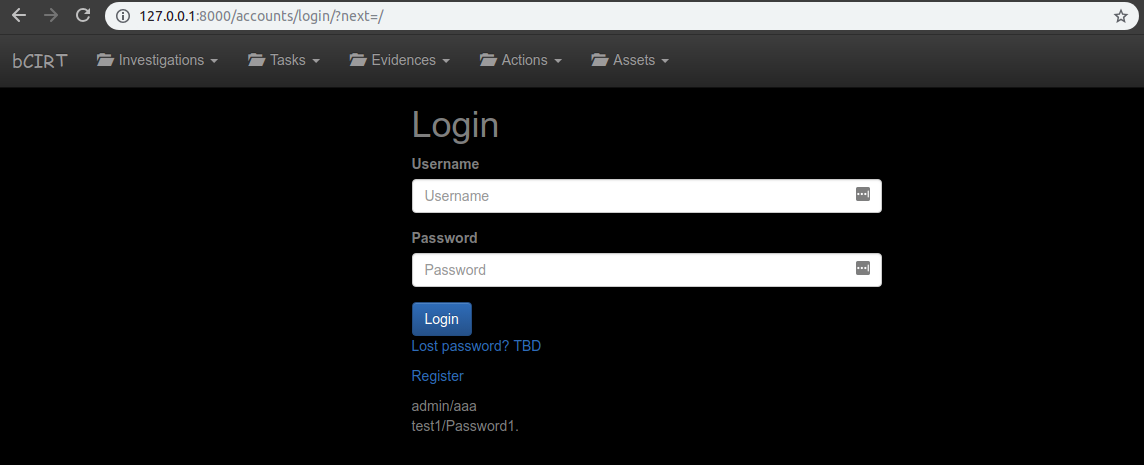 127.0.0.1:8000/accounts/login/?next=/
bCIRT Investigations Tasks Evidences Actions Assets
Login
Username
Username
Password
Password
Login
Lost password? TBD
Register
admin/aaa
test1/Password1.